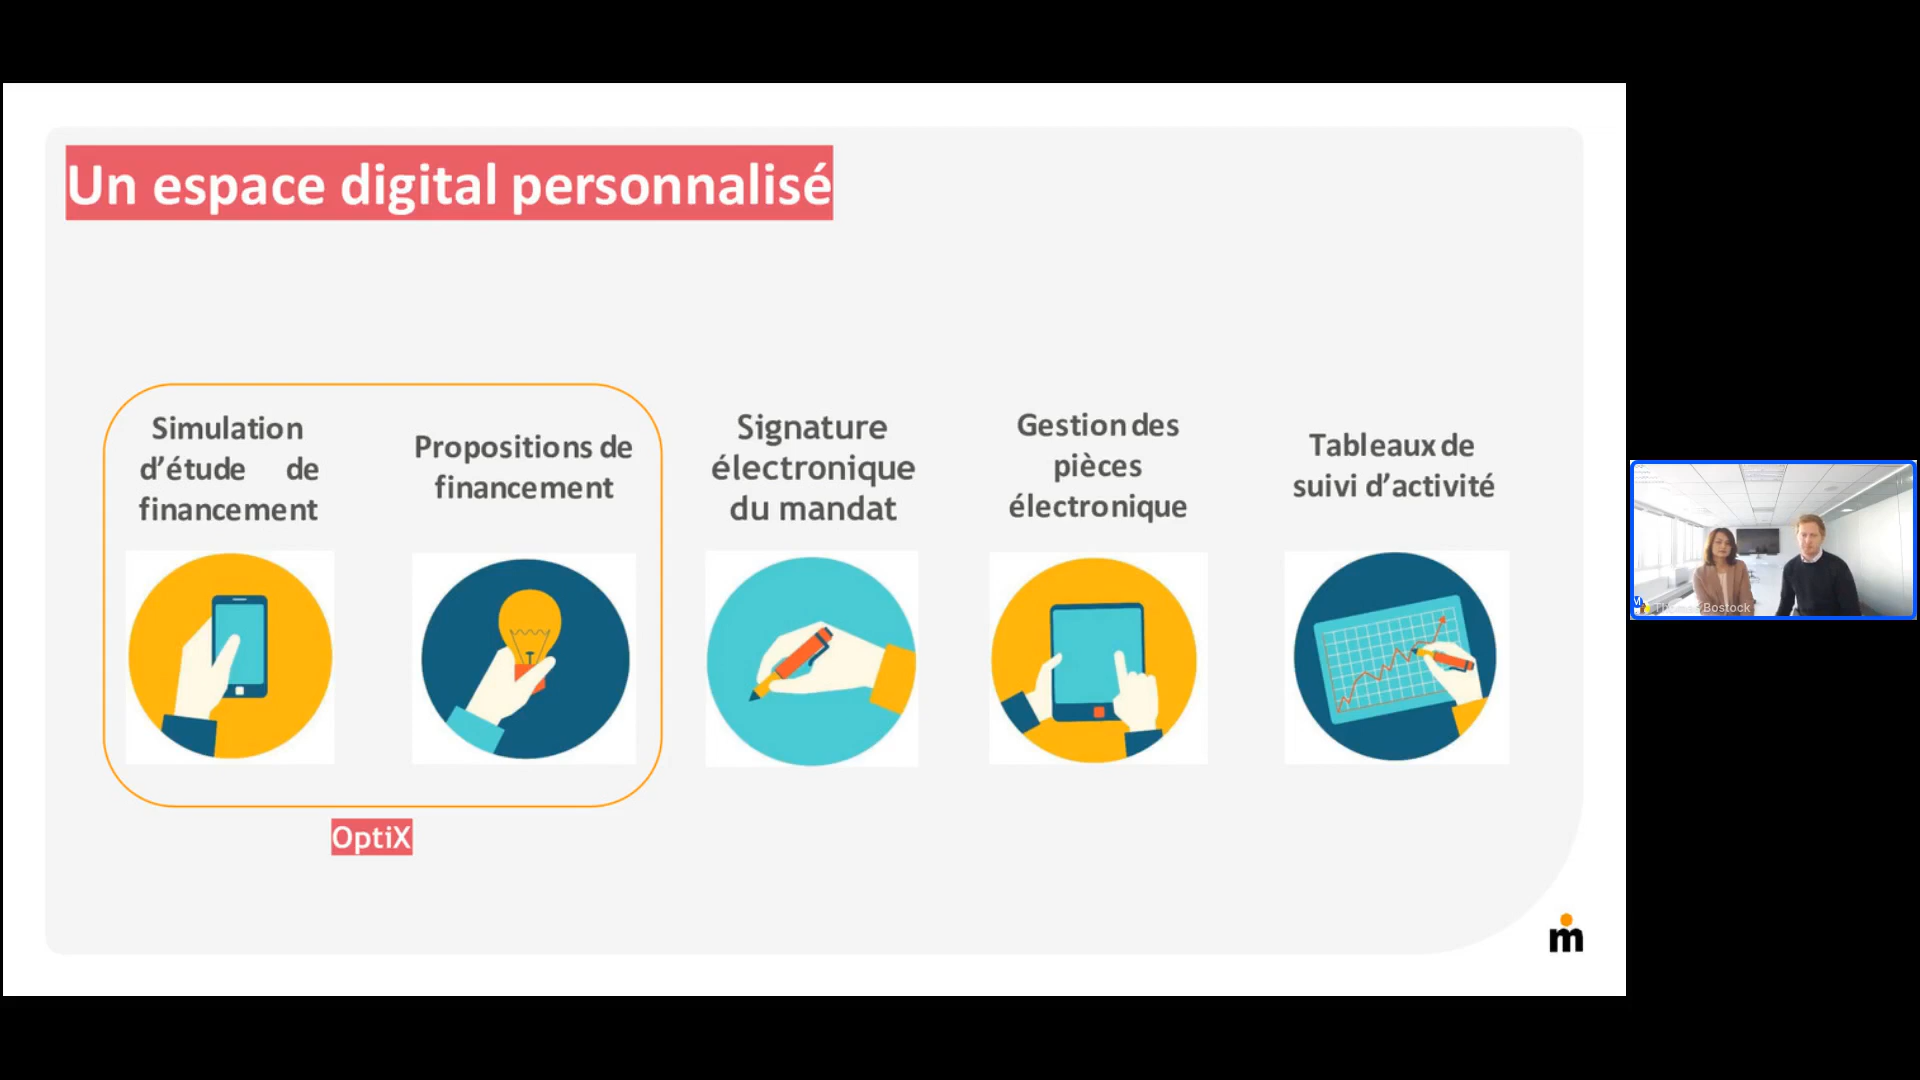 Un espace digital personnalisé
Simulation
d’étude de
financement
Propositions de
financement
Signature
électronique
du mandat
Gestion des
pièces
électronique
Tableaux de
suivi d’activité
OptiX
m
Bostock